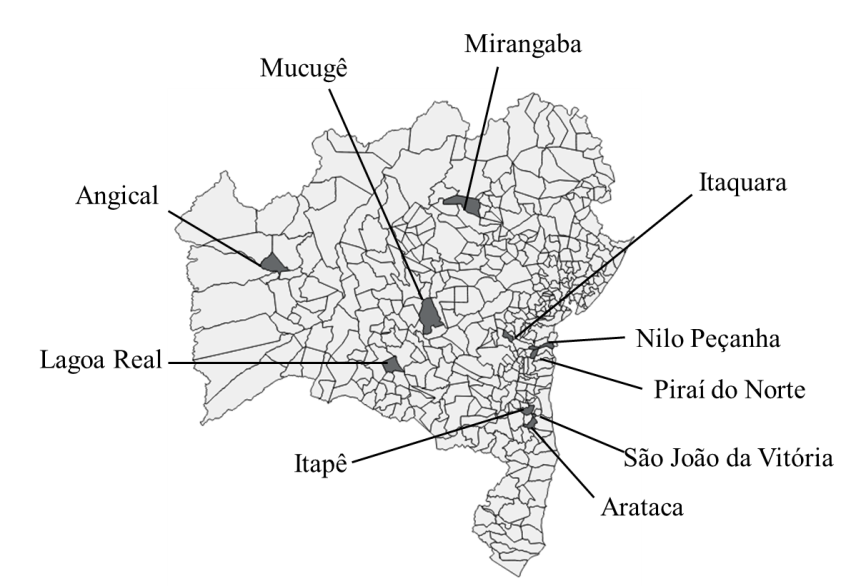 Mirangaba
Mucugê
Itaquara
Angical
Nilo Peçanha
Lagoa Real
Piraí do Norte
São João da Vitória
Itapê
Arataca